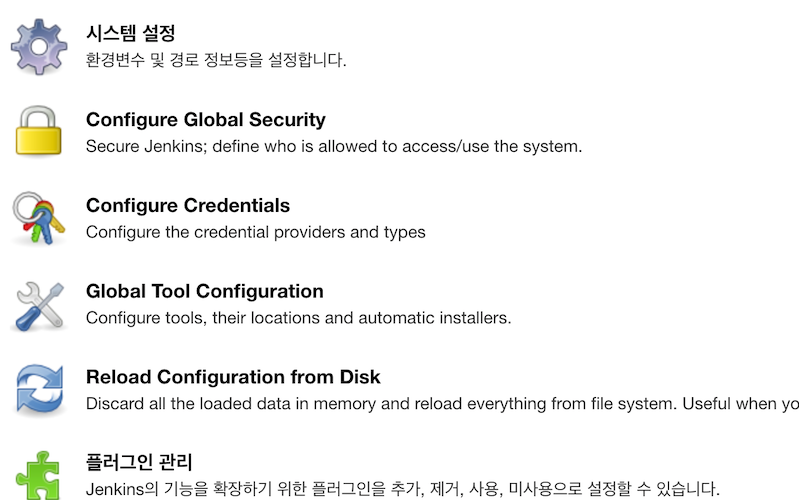 시스템 설정
환경변수 및 경로 정보등을 설정합니다.
Configure Global Security
Secure Jenkins; define who is allowed to access/use the system.
Configure Credentials
Configure the credential providers and types
Global Tool Configuration
Configure tools, their locations and automatic installers.
Reload Configuration from Disk
Discard all the loaded data in memory and reload everything from file system. Useful when yo
플러그인 관리
Jenkins의 기능을 확장하기 위한 플러그인을 추가, 제거, 사용, 미사용으로 설정할 수 있습니다.